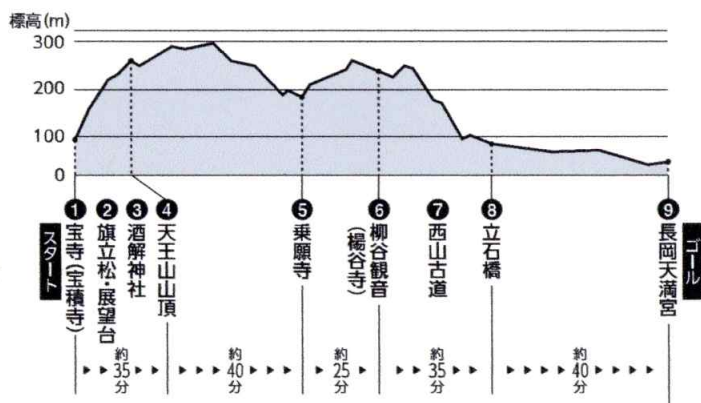 標高(m)
300
200
100
0
スタート
❶宝寺(宝積寺)
❷旗立松・展望台
❸酒解神社
❹天王山山頂
❺乗願寺
❻柳谷観音(楊谷寺)
❼西山古道
❽立石橋
❾長岡天満宮
ゴール
約35分
約40分
約25分
約35分
約40分